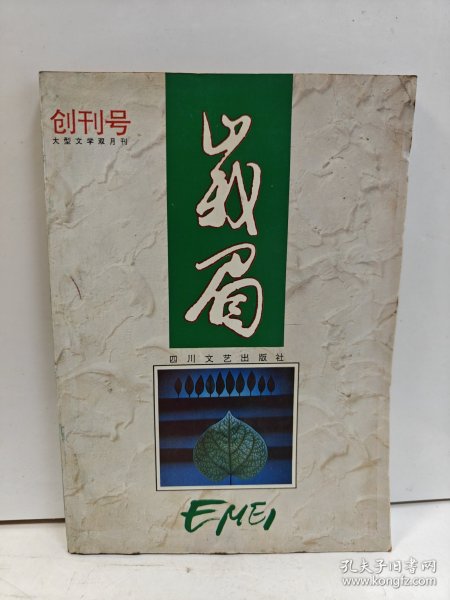 创刊号
大型文学双月刊
峨眉
四川文艺出版社
EMEI
孔夫子旧书网
www.kongfz.com